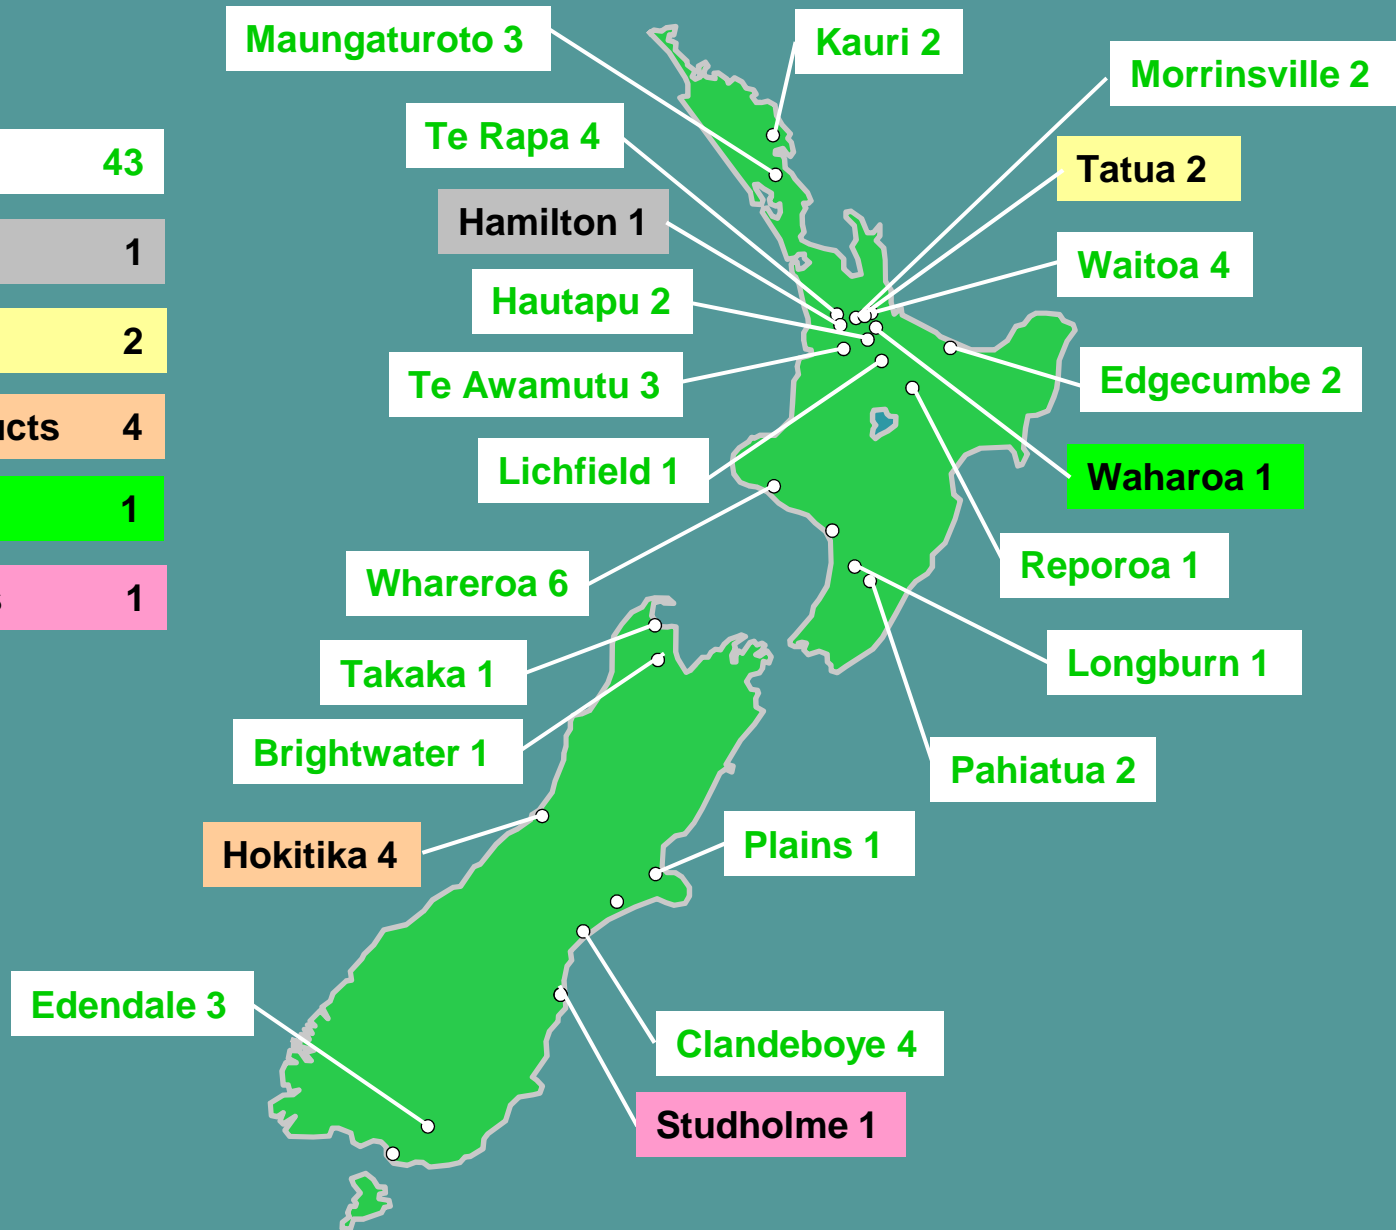 Maungaturoto 3
Kauri 2
Morrinsville 2
Te Rapa 4
43
Tatua 2
Hamilton 1
1
Waitoa 4
Hautapu 2
2
Te Awamutu 3
Edgecumbe 2
4
Lichfield 1
Waharoa 1
1
Whareroa 6
Reporoa 1
1
Takaka 1
Longburn 1
Brightwater 1
Pahiatua 2
Hokitika 4
Plains 1
Edendale 3
Clandeboye 4
Studholme 1